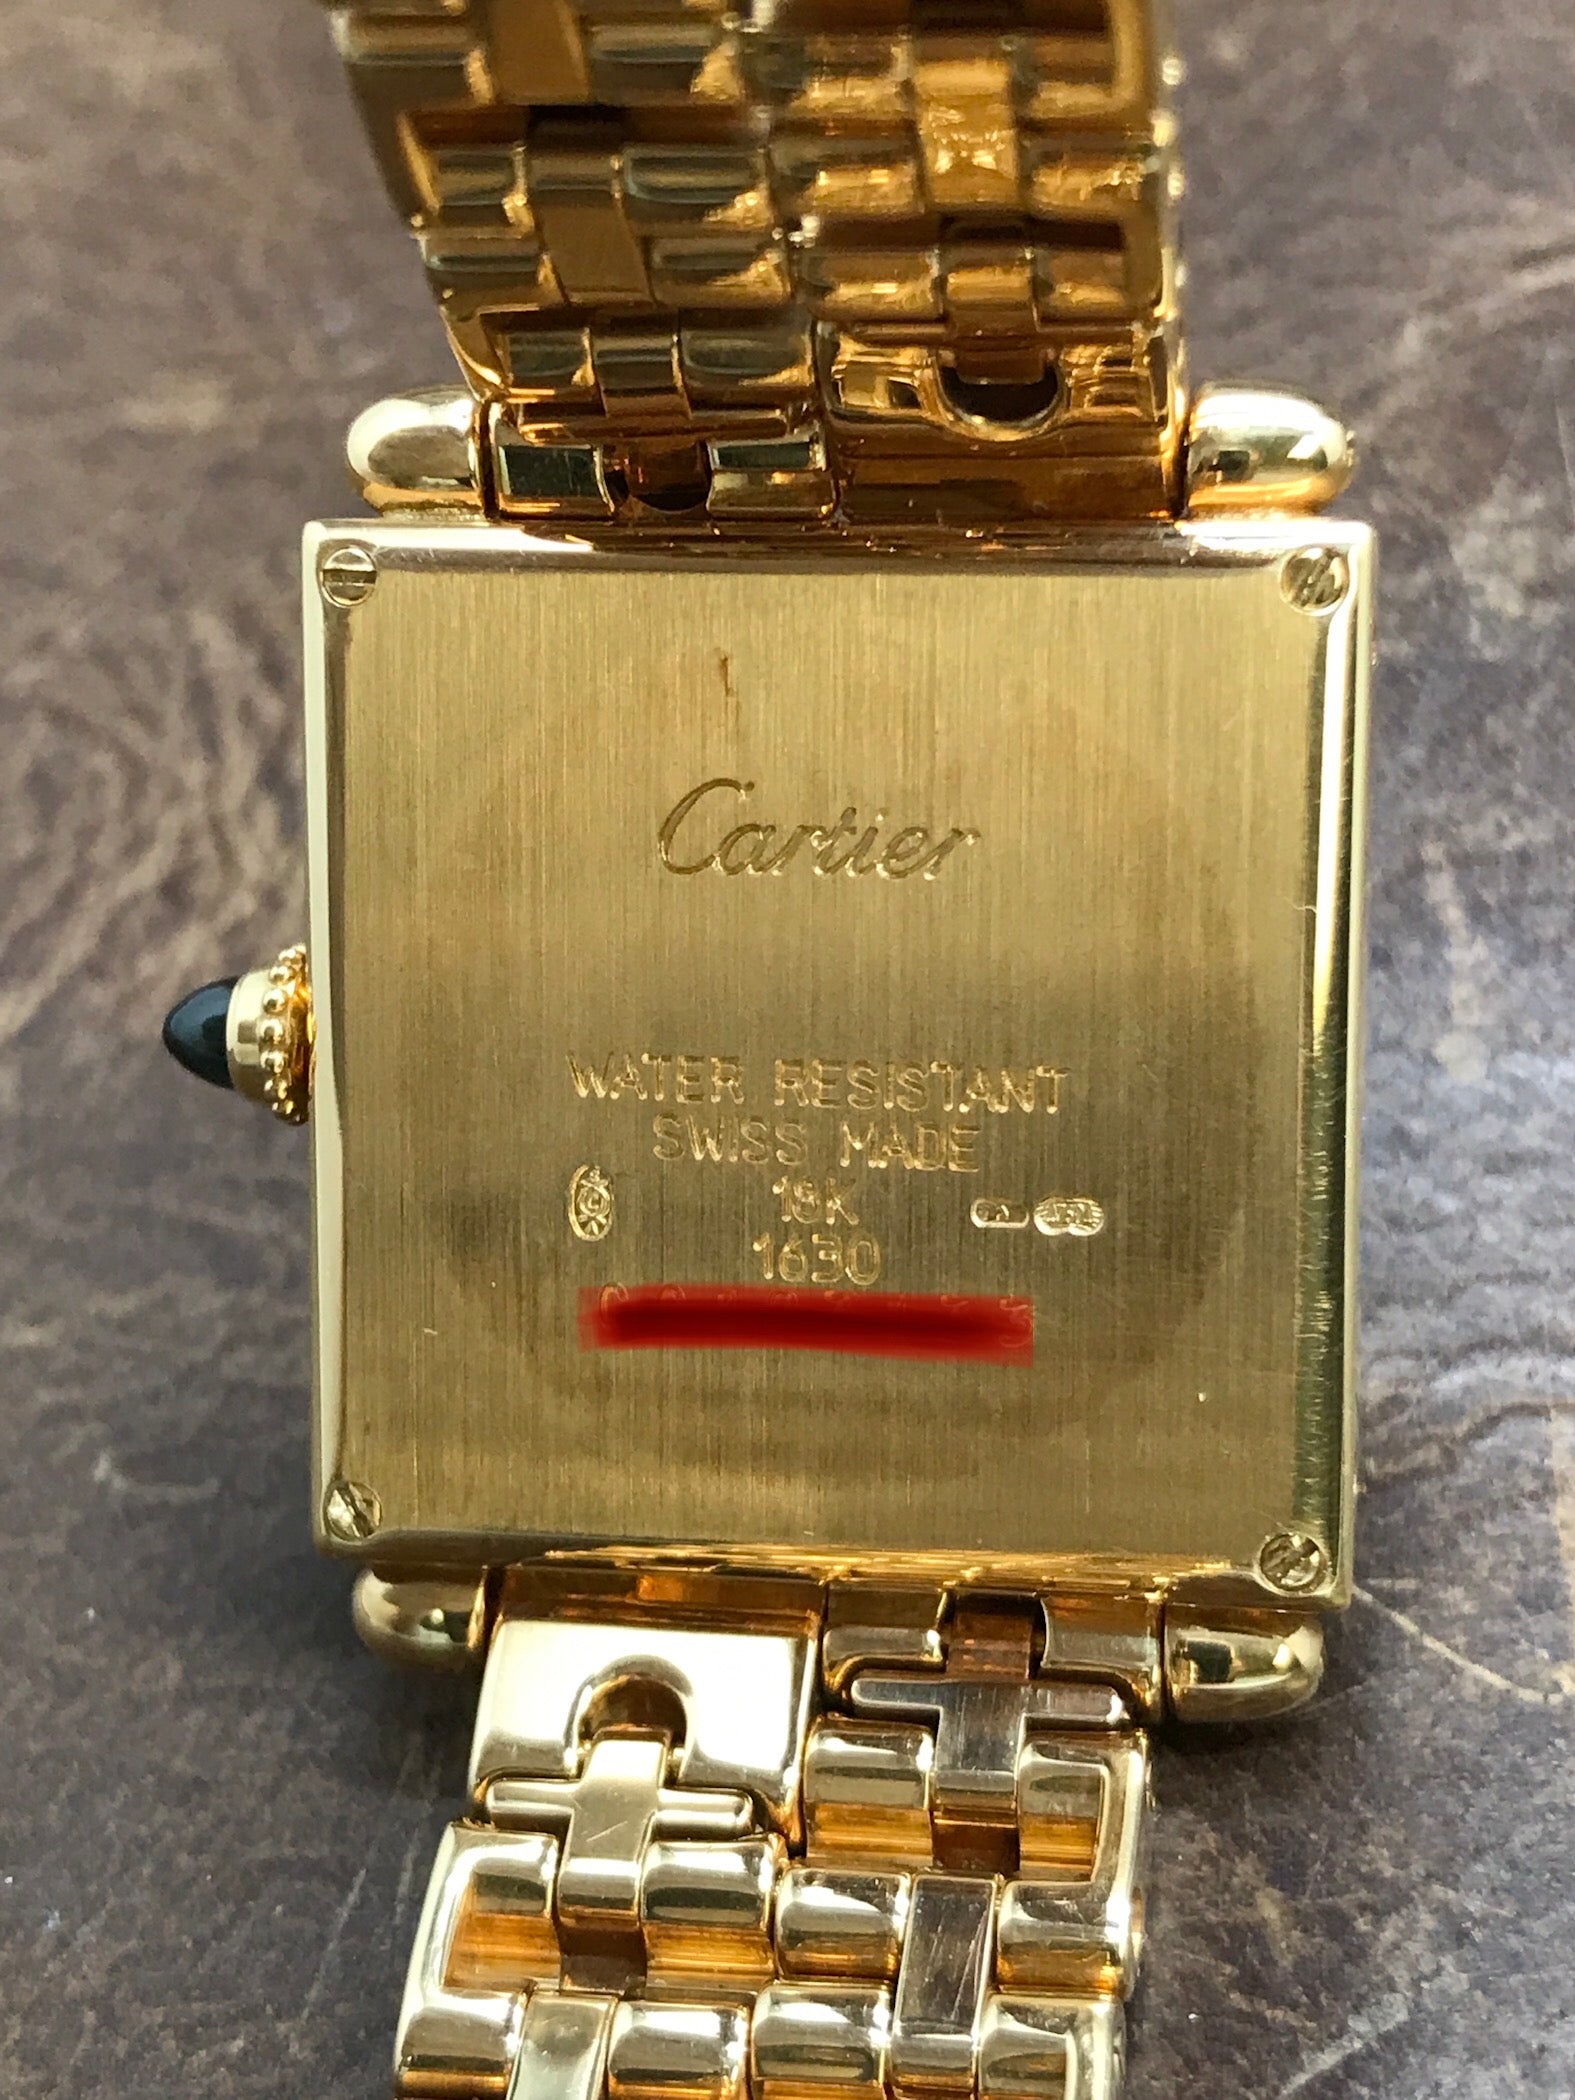 Cartier
WATER RESISTANT
SWISS MADE
18K
1630